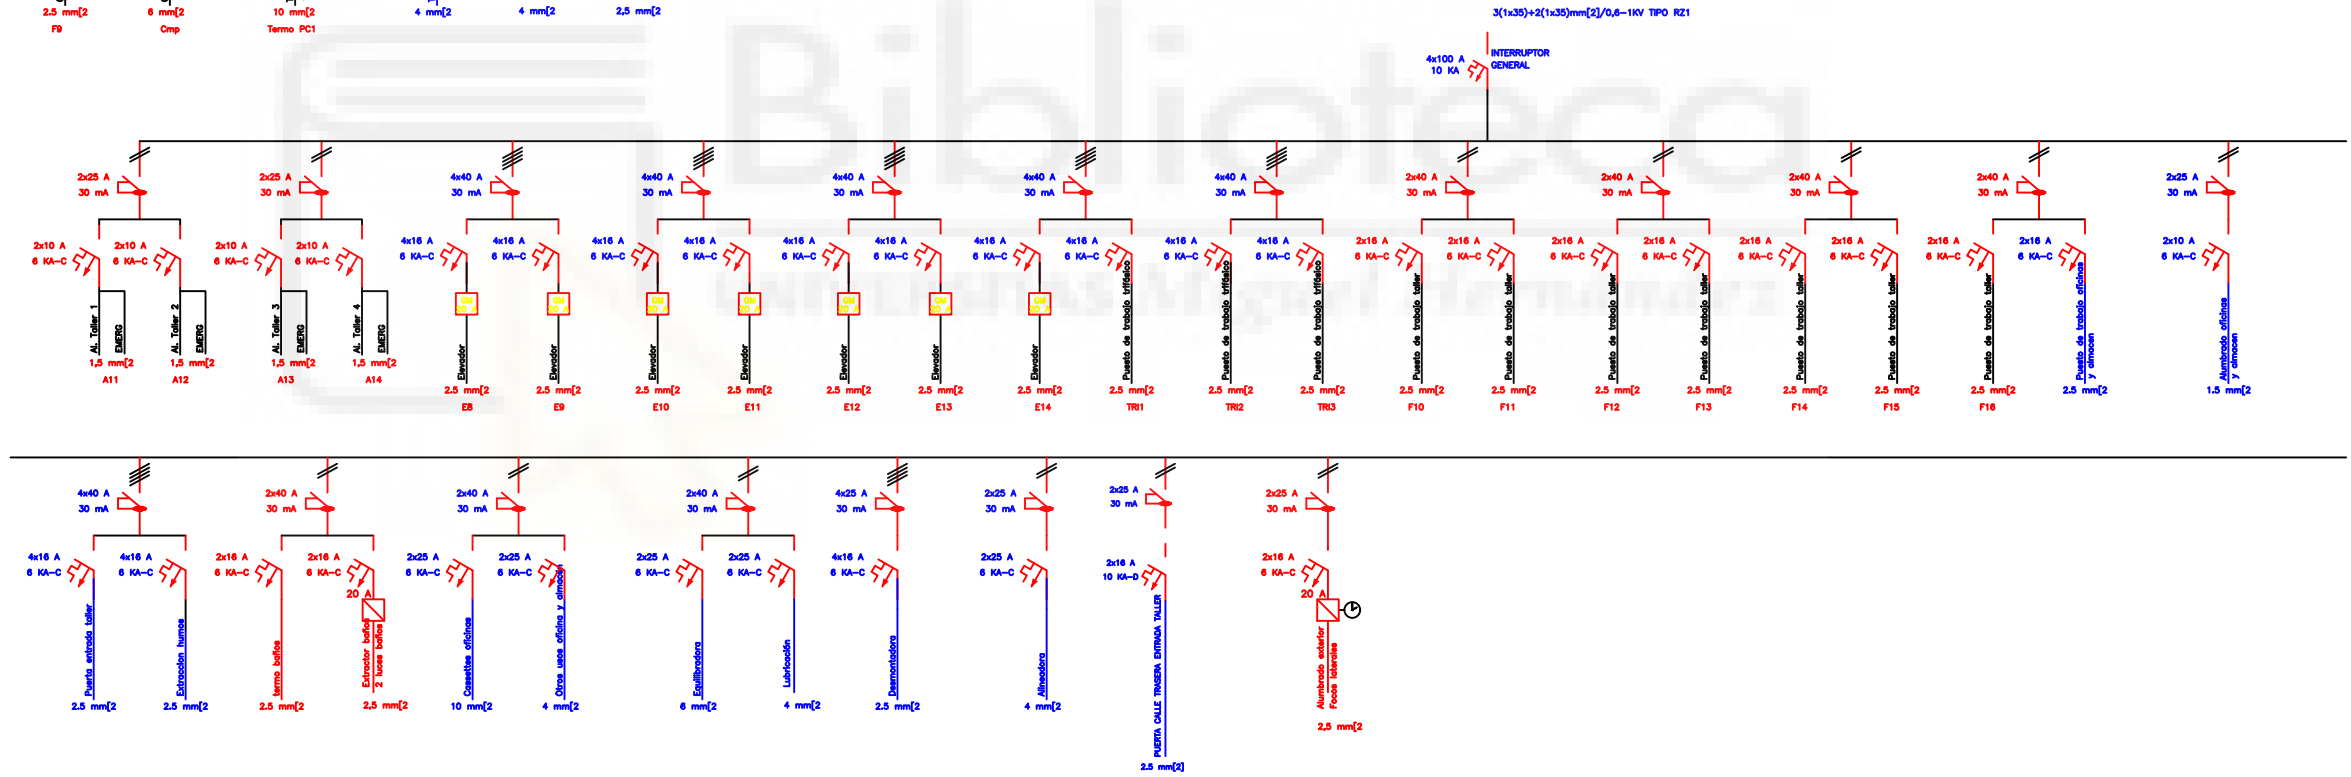 2.5 mm[2 6 mm[2 10 mm[2 4 mm[2 4 mm[2 2,5 mm[2
F9 Cmp Termo PC1
3(1x35)+2(1x35)mm[2]/0,6-1KV TIPO RZ1
4x100 A INTERRUPTOR
10 KA GENERAL
Biblioteca
UNIVERSITAS Miguel Hernández
2x25 A 2x25 A 4x40 A 4x40 A 4x40 A 4x40 A 4x40 A 2x40 A 2x40 A 2x40 A 2x40 A 2x25 A
30 mA 30 mA 30 mA 30 mA 30 mA 30 mA 30 mA 30 mA 30 mA 30 mA 30 mA 30 mA
2x10 A 2x10 A 2x10 A 2x10 A 4x16 A 4x16 A 4x16 A 4x16 A 4x16 A 4x16 A 4x16 A 4x16 A 4x16 A 4x16 A 2x16 A 2x16 A 2x16 A 2x16 A 2x16 A 2x16 A 2x16 A 2x16 A 2x10 A
6 KA-C 6 KA-C 6 KA-C 6 KA-C 6 KA-C 6 KA-C 6 KA-C 6 KA-C 6 KA-C 6 KA-C 6 KA-C 6 KA-C 6 KA-C 6 KA-C 6 KA-C 6 KA-C 6 KA-C 6 KA-C 6 KA-C 6 KA-C 6 KA-C 6 KA-C 6 KA-C
GM GM GM GM GM GM GM
20 A 20 A 20 A 20 A 20 A 20 A 20 A
Al. Taller 1
EMERG
Al. Taller 2
EMERG
Al. Taller 3
EMERG
Al. Taller 4
EMERG
Elevador
Elevador
Elevador
Elevador
Elevador
Elevador
Elevador
Puesto de trabajo trifásico
Puesto de trabajo trifásico
Puesto de trabajo trifásico
Puesto de trabajo taller
Puesto de trabajo taller
Puesto de trabajo taller
Puesto de trabajo taller
Puesto de trabajo taller
Puesto de trabajo taller
Puesto de trabajo taller
Puesto de trabajo oficinas
y almacen
Alumbrado oficinas
y almacen
1,5 mm[2 1,5 mm[2 1,5 mm[2 1,5 mm[2
A11 A12 A13 A14
2.5 mm[2 2.5 mm[2 2.5 mm[2 2.5 mm[2 2.5 mm[2 2.5 mm[2 2.5 mm[2 2.5 mm[2 2.5 mm[2 2.5 mm[2 2.5 mm[2 2.5 mm[2 2.5 mm[2 2.5 mm[2 2.5 mm[2 2.5 mm[2 2.5 mm[2 2.5 mm[2 1.5 mm[2
E8 E9 E10 E11 E12 E13 E14 TRI1 TRI2 TRI3 F10 F11 F12 F13 F14 F15 F16
4x40 A 2x40 A 2x40 A 2x40 A 4x25 A 2x25 A 2x25 A 2x25 A
30 mA 30 mA 30 mA 30 mA 30 mA 30 mA 30 mA 30 mA
4x16 A 4x16 A 2x16 A 2x16 A 2x25 A 2x25 A 2x25 A 2x25 A 4x16 A 2x25 A 2x16 A 2x16 A
6 KA-C 6 KA-C 6 KA-C 6 KA-C 6 KA-C 6 KA-C 6 KA-C 6 KA-C 6 KA-C 6 KA-C 10 KA-D 6 KA-C
20 A 20 A
Puerta entrada taller
Extraccion humos
termo baños
Extractor baños
2 luces baños
Cassettes oficinas
Otros usos oficina y almacén
Equilibradora
Lubricación
Desmontadora
Alineadora
PUERTA CALLE TRASERA ENTRADA TALLER
Alumbrado exterior
Focos laterales
2.5 mm[2 2.5 mm[2 2.5 mm[2 2,5 mm[2 10 mm[2 4 mm[2 6 mm[2 4 mm[2 2.5 mm[2 4 mm[2
2,5 mm[2
2.5 mm[2]